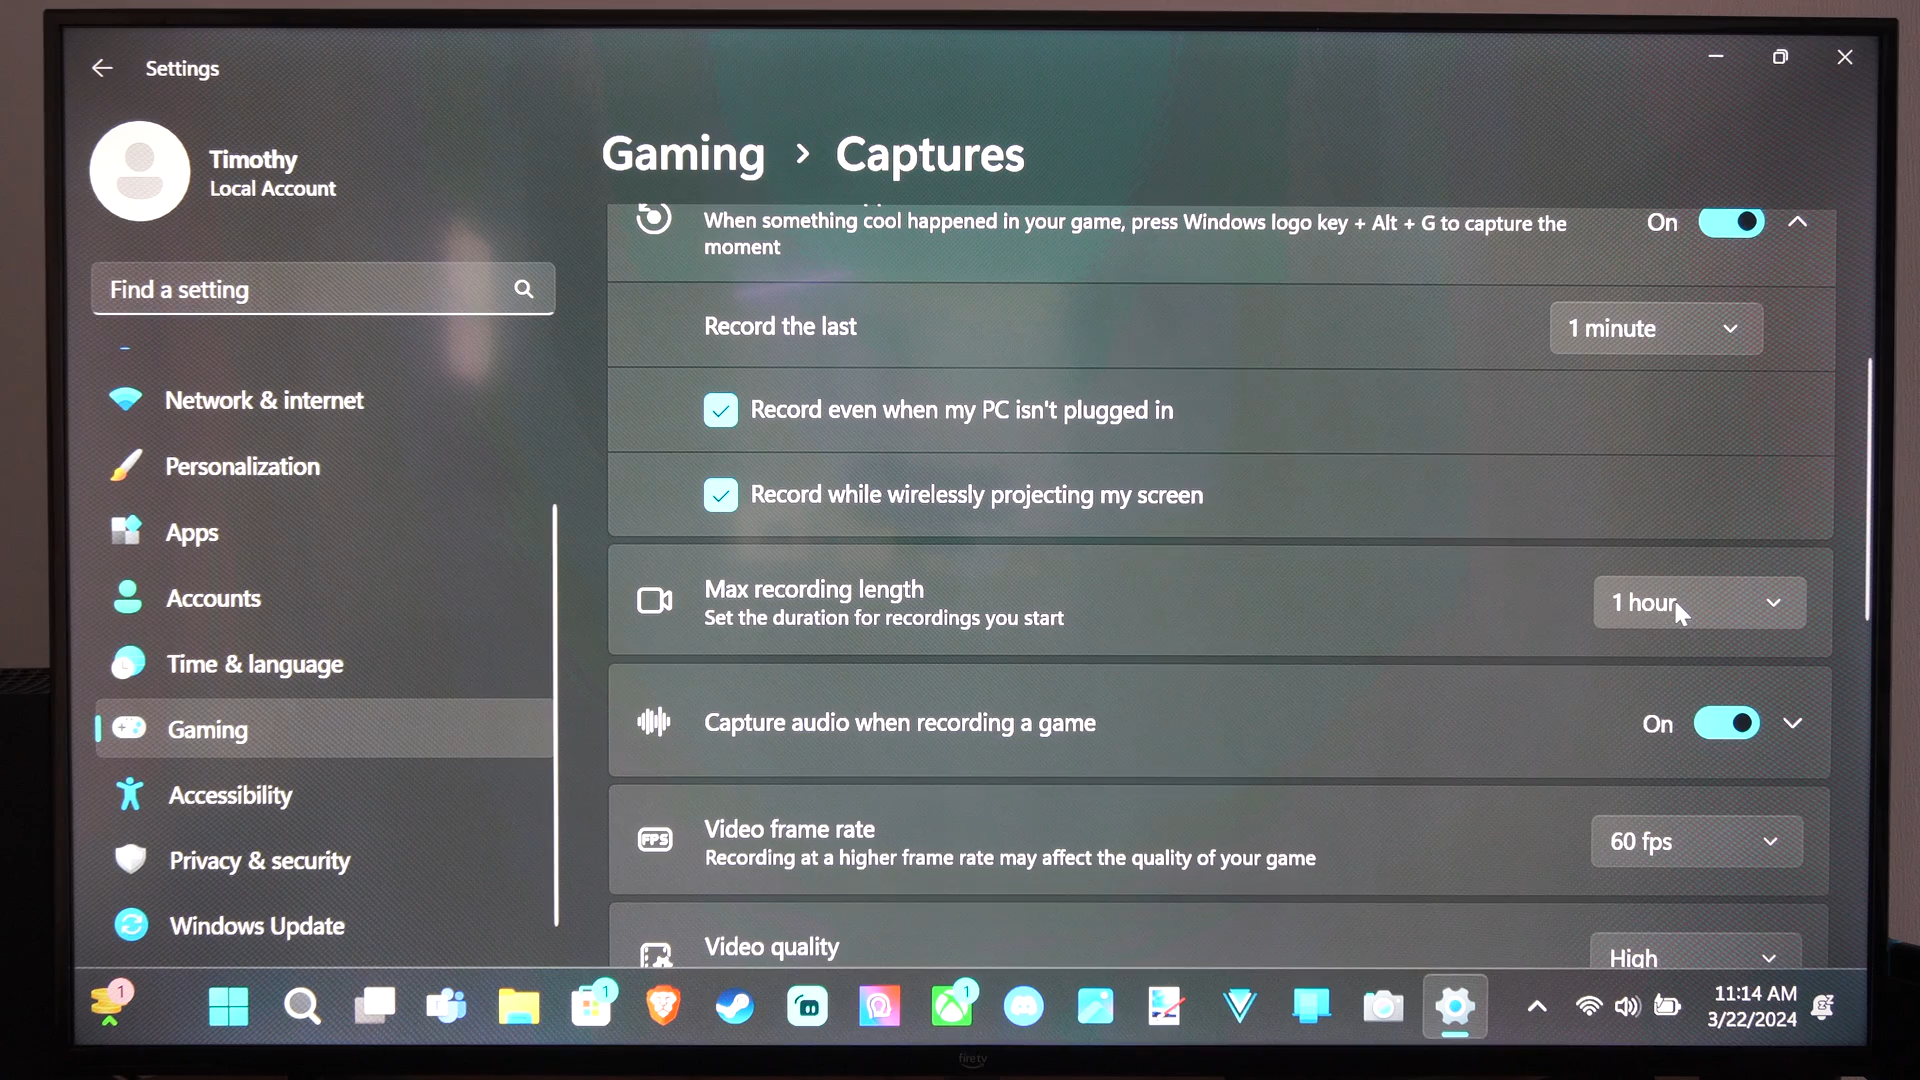 Settings
Timothy
Local Account
Find a setting
Network & internet
Personalization
Apps
Accounts
Time & language
Gaming
Accessibility
Privacy & security
Windows Update
Gaming > Captures
When something cool happened in your game, press Windows logo key + Alt + G to capture the
moment
On
Record the last
1 minute
Record even when my PC isn't plugged in
Record while wirelessly projecting my screen
Max recording length
Set the duration for recordings you start
1 hour
Capture audio when recording a game
On
FPS
Video frame rate
Recording at a higher frame rate may affect the quality of your game
60 fps
Video quality
High
1
1
1
11:14 AM
3/22/2024
firetv